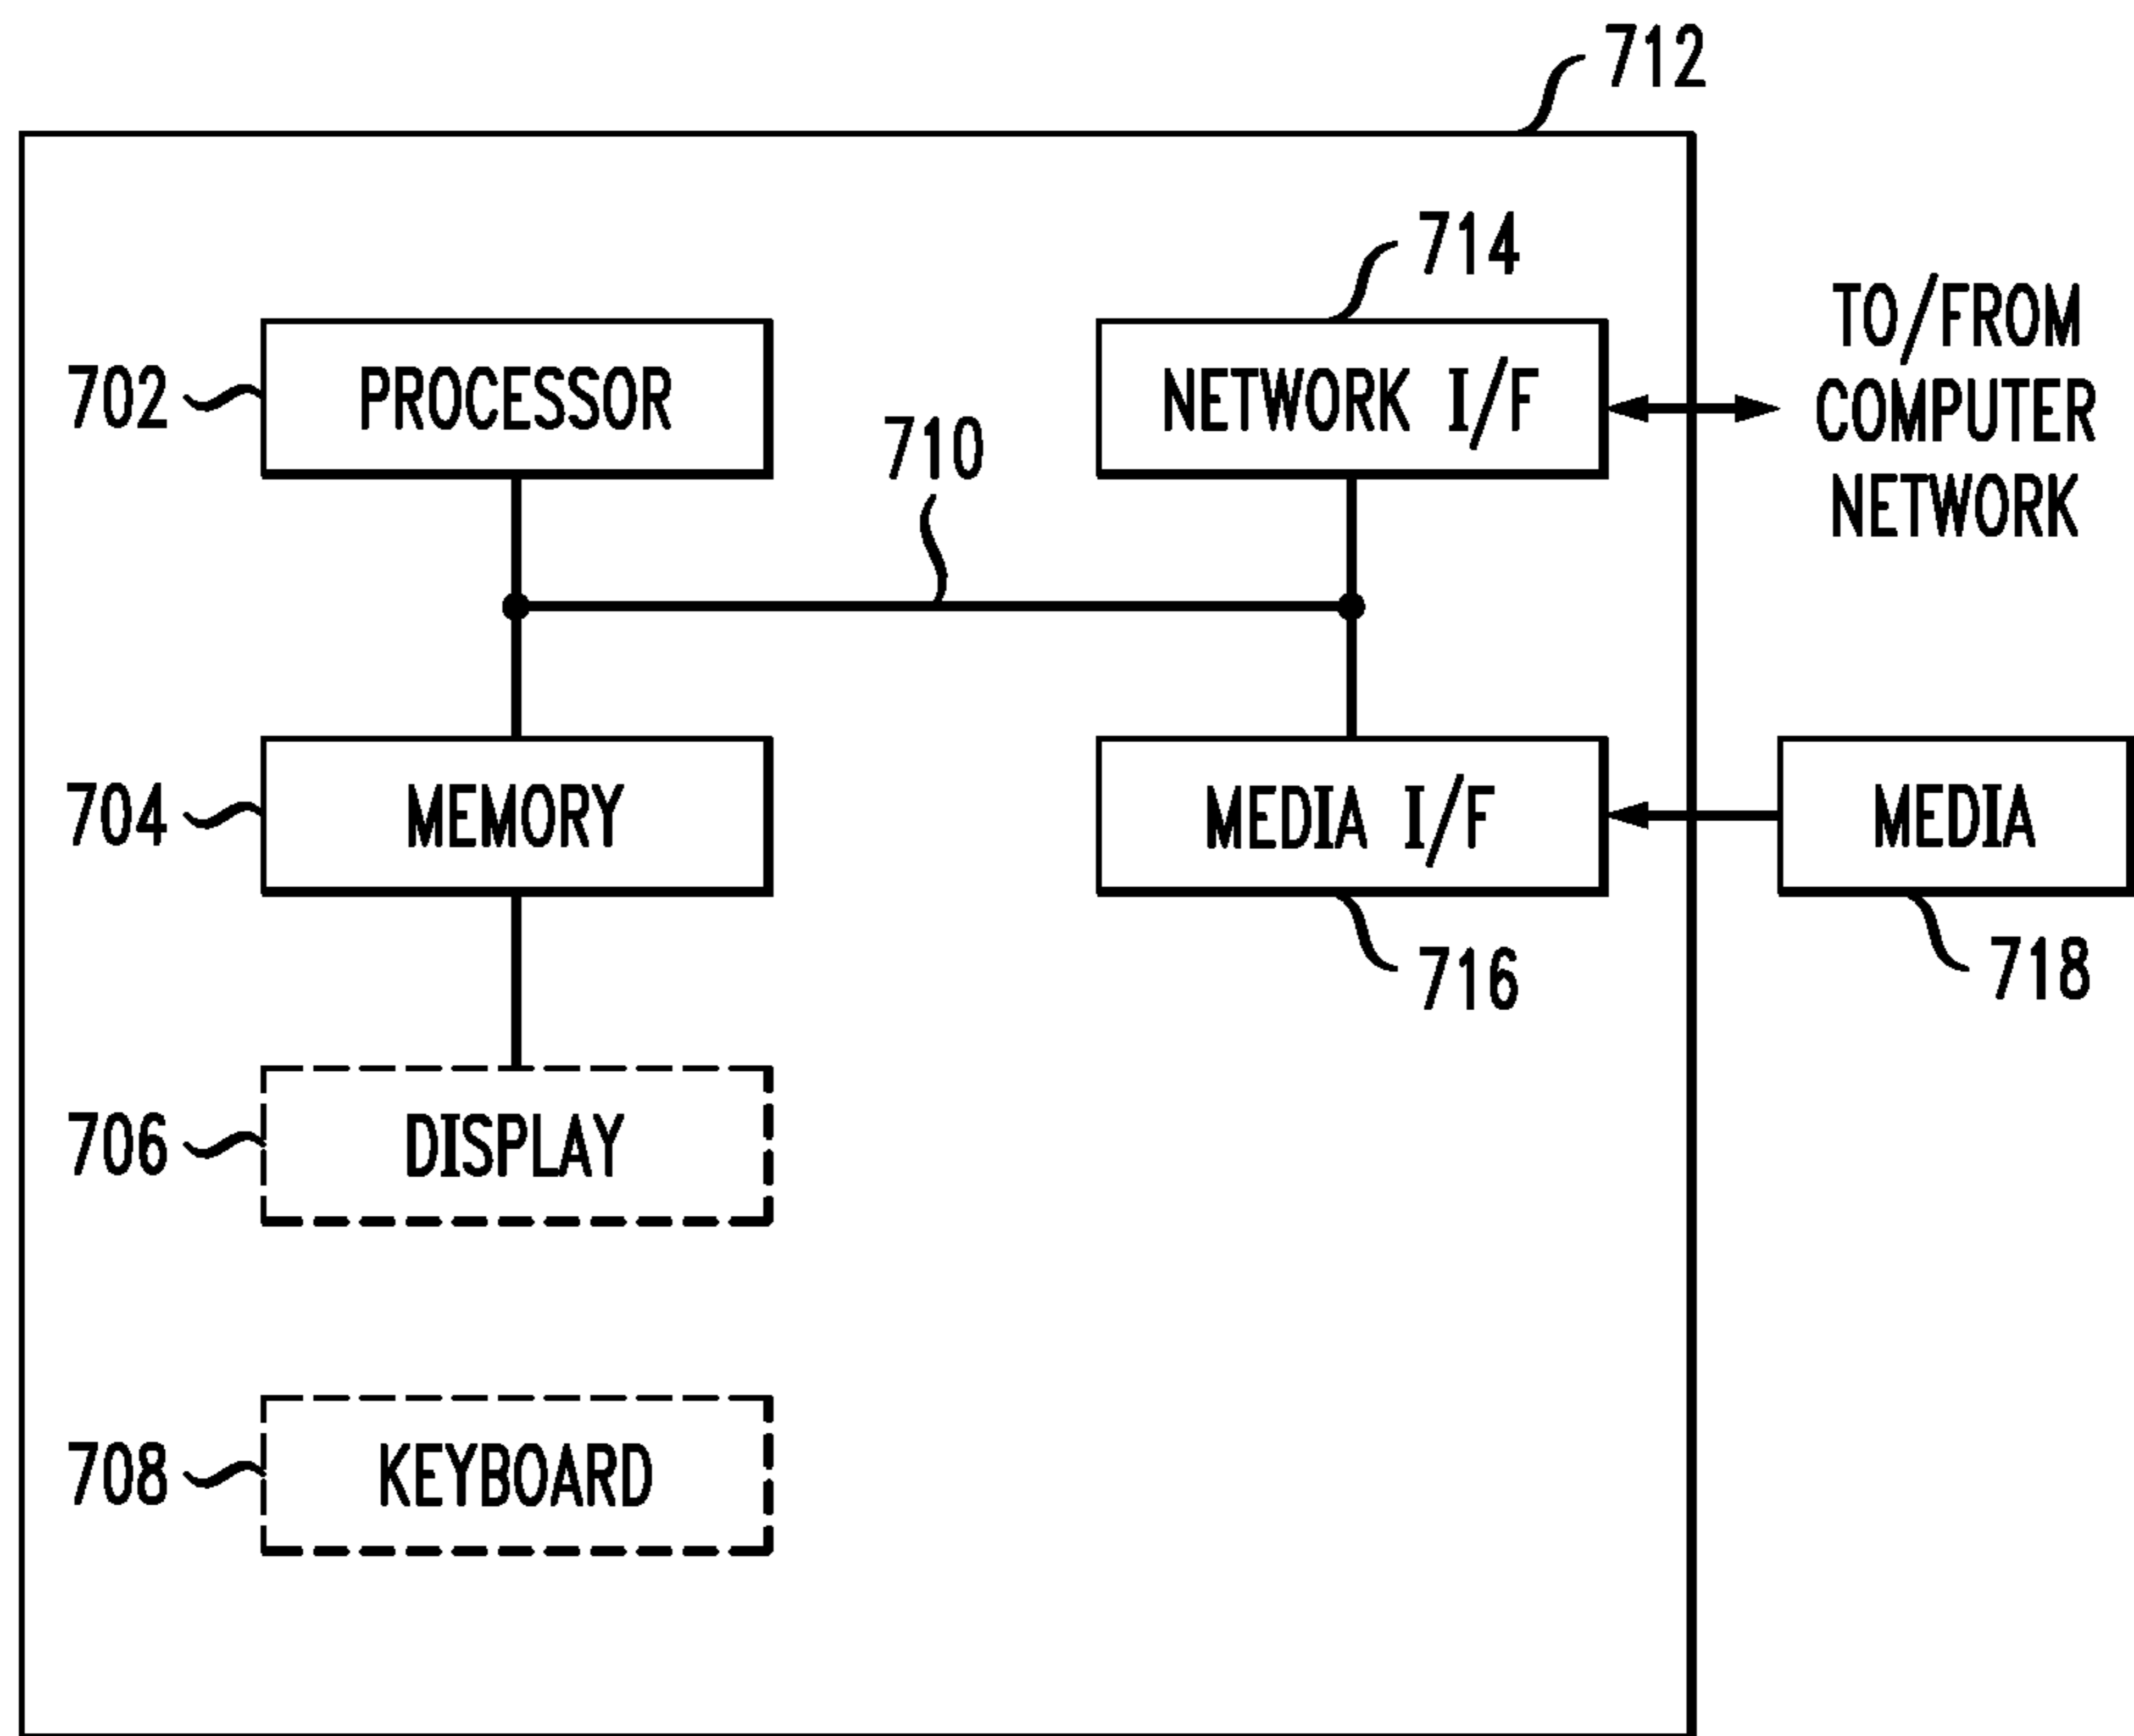 712
714
TO/FROM
COMPUTER
NETWORK
702
PROCESSOR
NETWORK I/F
710
704
MEMORY
MEDIA I/F
MEDIA
716
718
706
DISPLAY
708
KEYBOARD